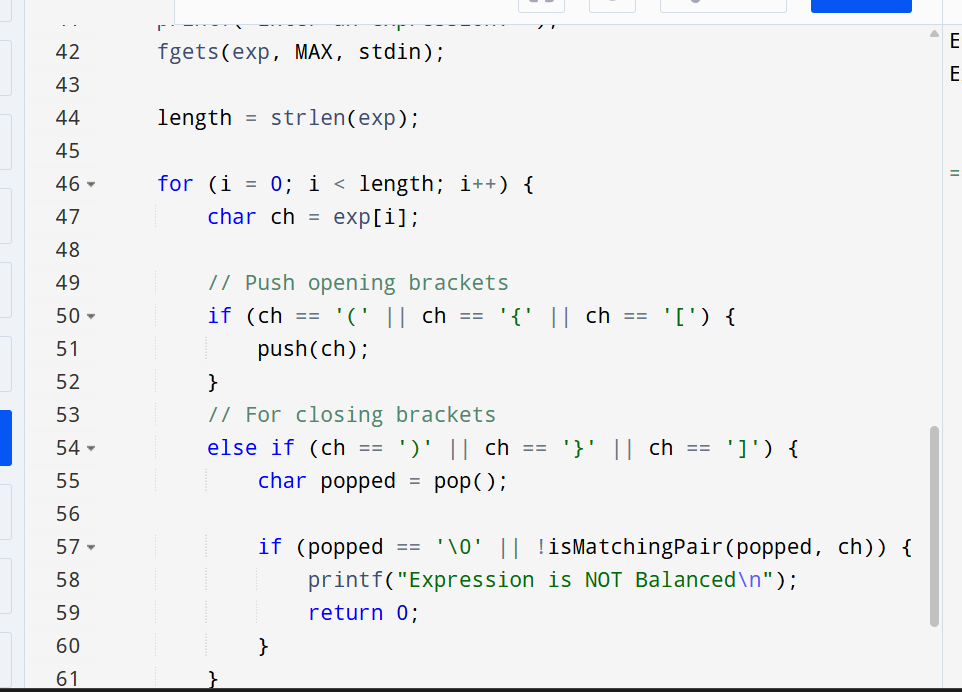 42 fgets(exp, MAX, stdin);
43
44 length = strlen(exp);
45
46 for (i = 0; i < length; i++) {
47 char ch = exp[i];
48
49 // Push opening brackets
50 if (ch == '(' || ch == '{' || ch == '[') {
51 push(ch);
52 }
53 // For closing brackets
54 else if (ch == ')' || ch == '}' || ch == ']') {
55 char popped = pop();
56
57 if (popped == '\0' || !isMatchingPair(popped, ch)) {
58 printf("Expression is NOT Balanced\n");
59 return 0;
60 }
61 }
E
E
=